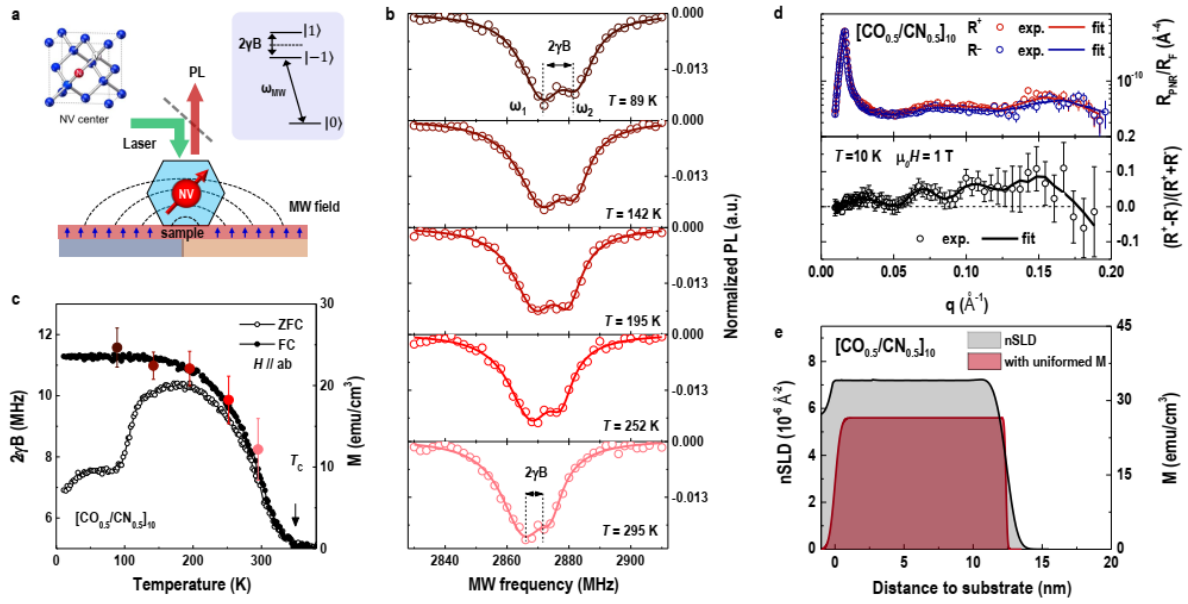 a
NV center
PL
Laser
NV
sample
MW field
|1⟩
2γB
|−1⟩
ω_MW
|0⟩
b
2γB
ω₁
ω₂
T = 89 K
T = 142 K
T = 195 K
T = 252 K
2γB
T = 295 K
0.000
-0.013
0.000
-0.013
0.000
-0.013
0.000
-0.013
0.000
-0.013
Normalized PL (a.u.)
2840
2860
2880
2900
MW frequency (MHz)
c
ZFC
FC
H // ab
T_C
[CO₀.₅/CN₀.₅]₁₀
12
10
8
6
2γB (MHz)
30
20
10
0
M (emu/cm³)
0
100
200
300
Temperature (K)
d
[CO₀.₅/CN₀.₅]₁₀
R⁺ exp. fit
R⁻ exp. fit
10⁻¹⁰
R_PNR/R_F (Å⁻⁴)
T=10 K μ₀H = 1 T
exp. fit
0.2
0.1
0.0
-0.1
(R⁺-R⁻)/(R⁺+R⁻)
0.00
0.05
0.10
0.15
0.20
q (Å⁻¹)
e
[CO₀.₅/CN₀.₅]₁₀
nSLD
with uniformed M
8
6
4
2
0
nSLD (10⁻⁶ Å⁻²)
45
36
27
18
9
0
M (emu/cm³)
0
5
10
15
20
Distance to substrate (nm)